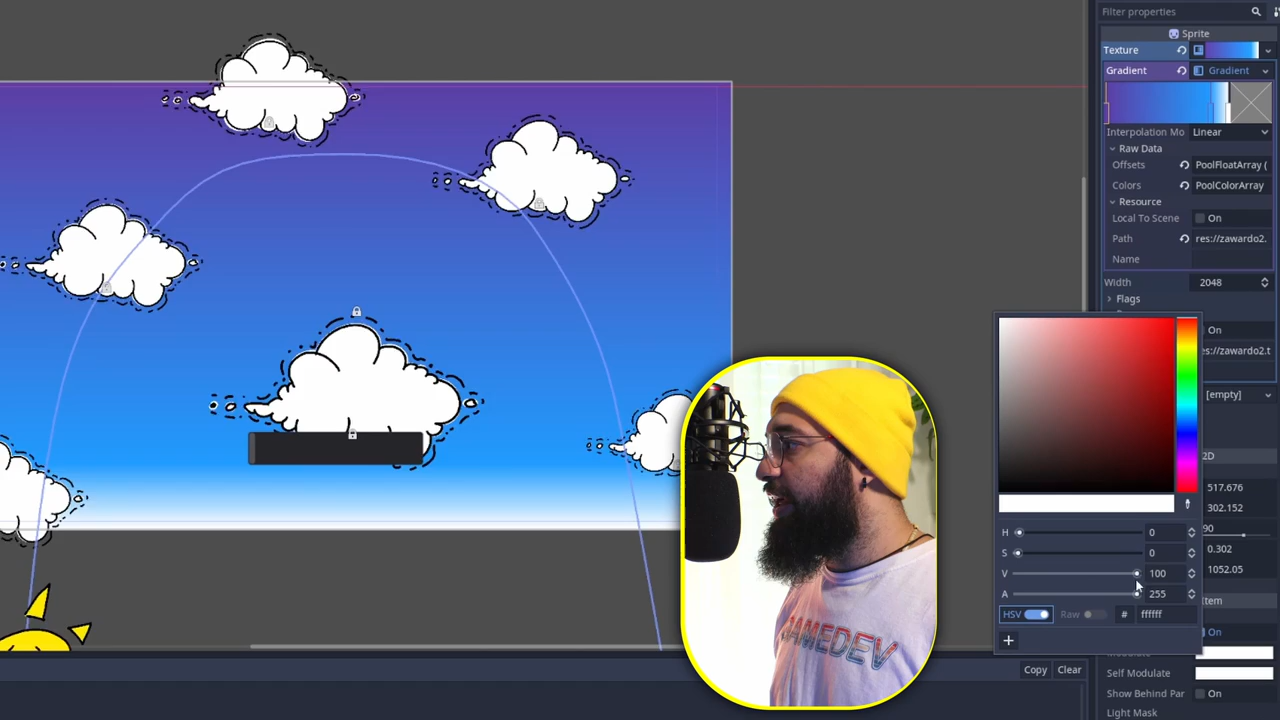 Filter properties
Sprite
Texture
Gradient
Gradient
Interpolation Mo
Linear
Raw Data
Offsets
PoolFloatArray (
Colors
PoolColorArray
Resource
Local To Scene
On
Path
res://zawardo2.
Name
Width
2048
Flags
On
es://zawardo2.t
[empty]
2D
517.676
302.152
90
0.302
1052.05
H
0
S
0
V
100
A
255
HSV
Raw
#
ffffff
Item
On
Copy
Clear
Self Modulate
Show Behind Par
On
Light Mask
GAMEDEV